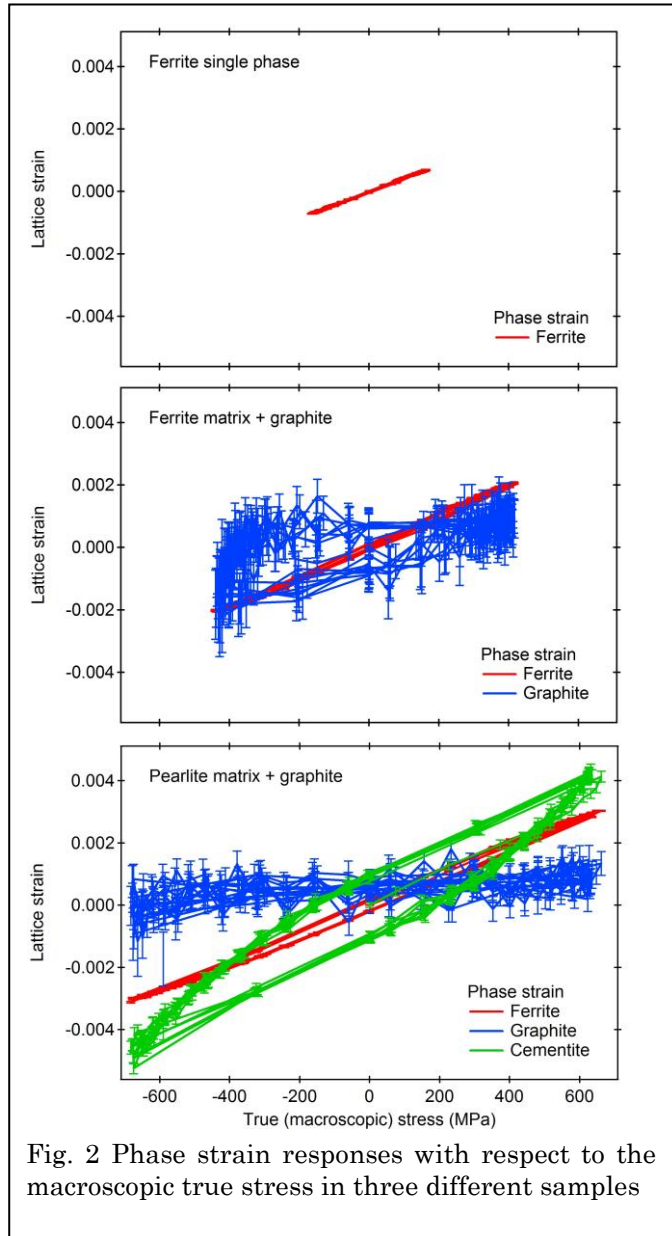 0.004
Ferrite single phase
0.002
0.000
-0.002
-0.004
Lattice strain
Phase strain
Ferrite
0.004
Ferrite matrix + graphite
0.002
0.000
-0.002
-0.004
Lattice strain
Phase strain
Ferrite
Graphite
Pearlite matrix + graphite
0.004
0.002
0.000
-0.002
-0.004
Lattice strain
Phase strain
Ferrite
Graphite
Cementite
-600 -400 -200 0 200 400 600
True (macroscopic) stress (MPa)
Fig. 2 Phase strain responses with respect to the
macroscopic true stress in three different samples